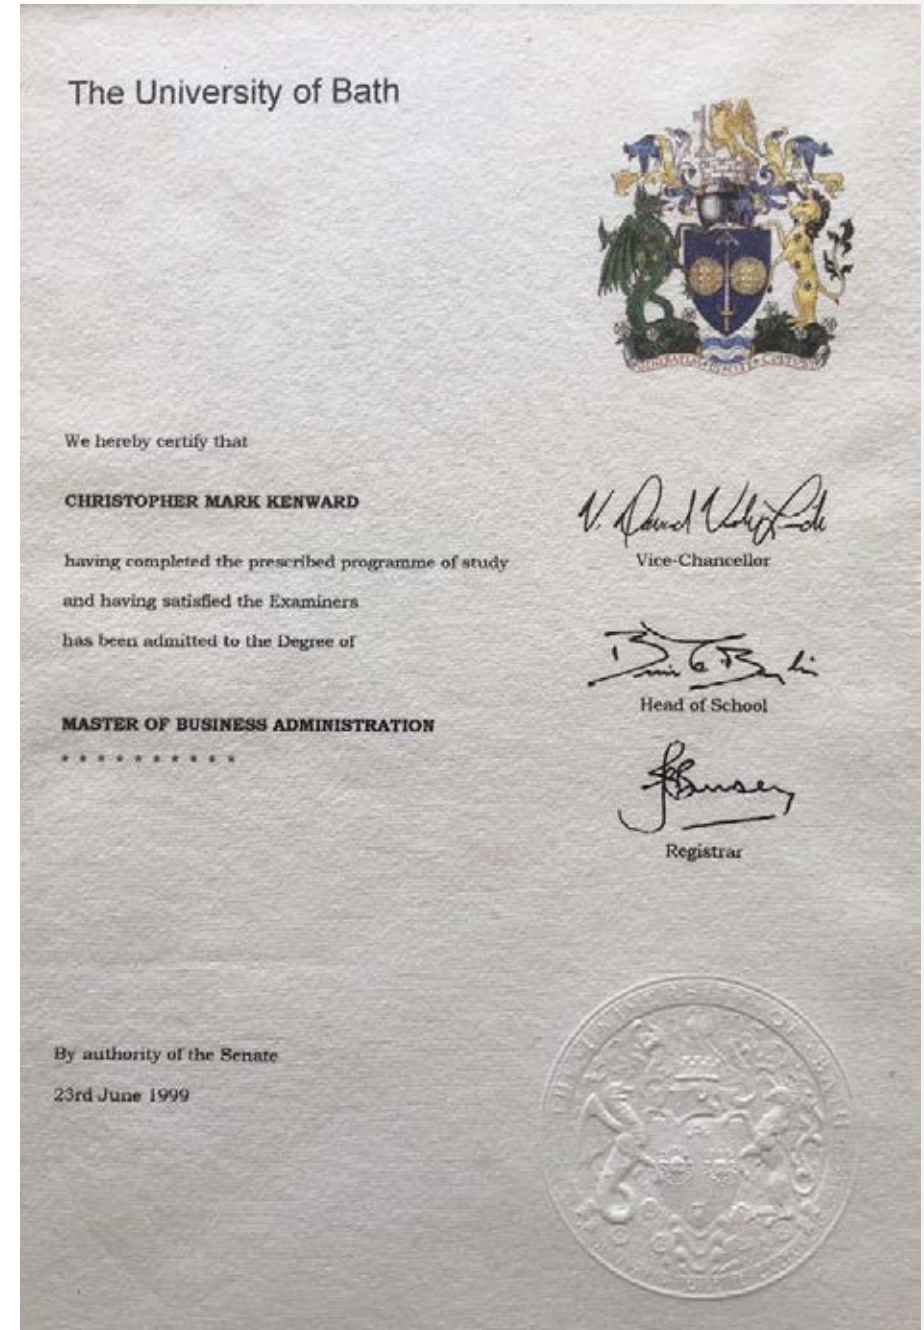 The University of Bath
We hereby certify that
CHRISTOPHER MARK KENWARD
having completed the prescribed programme of study
and having satisfied the Examiners
has been admitted to the Degree of
MASTER OF BUSINESS ADMINISTRATION
* * * * * * * * * *
Vice-Chancellor
Head of School
Registrar
By authority of the Senate
23rd June 1999